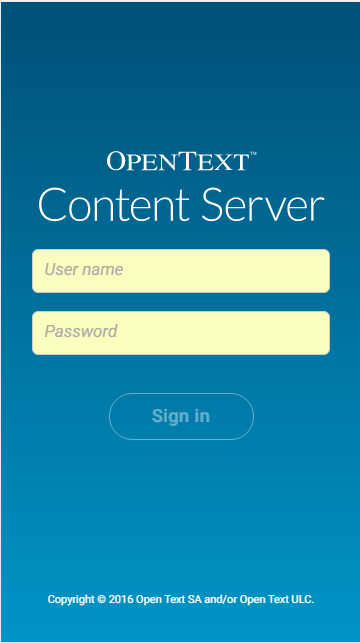 OPENTEXT™
Content Server
User name
Password
Sign in
Copyright © 2016 Open Text SA and/or Open Text ULC.